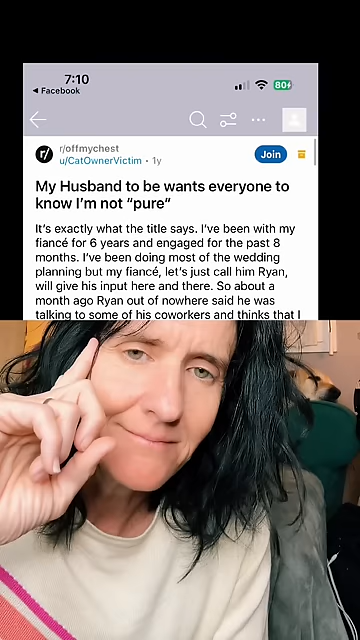 7:10
80
◀ Facebook
r/offmychest
u/CatOwnerVictim • 1y
Join
My Husband to be wants everyone to
know I'm not "pure"
It's exactly what the title says. I've been with my
fiancé for 6 years and engaged for the past 8
months. I've been doing most of the wedding
planning but my fiancé, let's just call him Ryan,
will give his input here and there. So about a
month ago Ryan out of nowhere said he was
talking to some of his coworkers and thinks that I